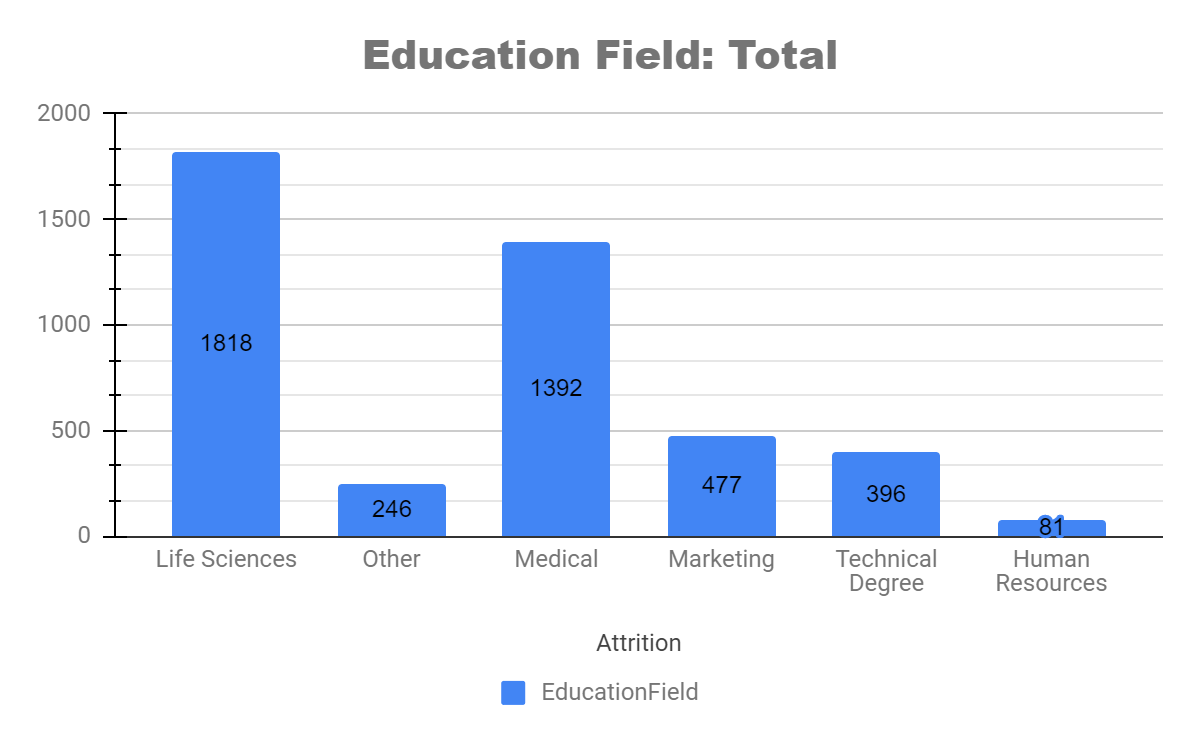 Education Field: Total
2000
1500
1000
500
0
1818
246
1392
477
396
81
Life Sciences
Other
Medical
Marketing
Technical
Degree
Human
Resources
Attrition
EducationField